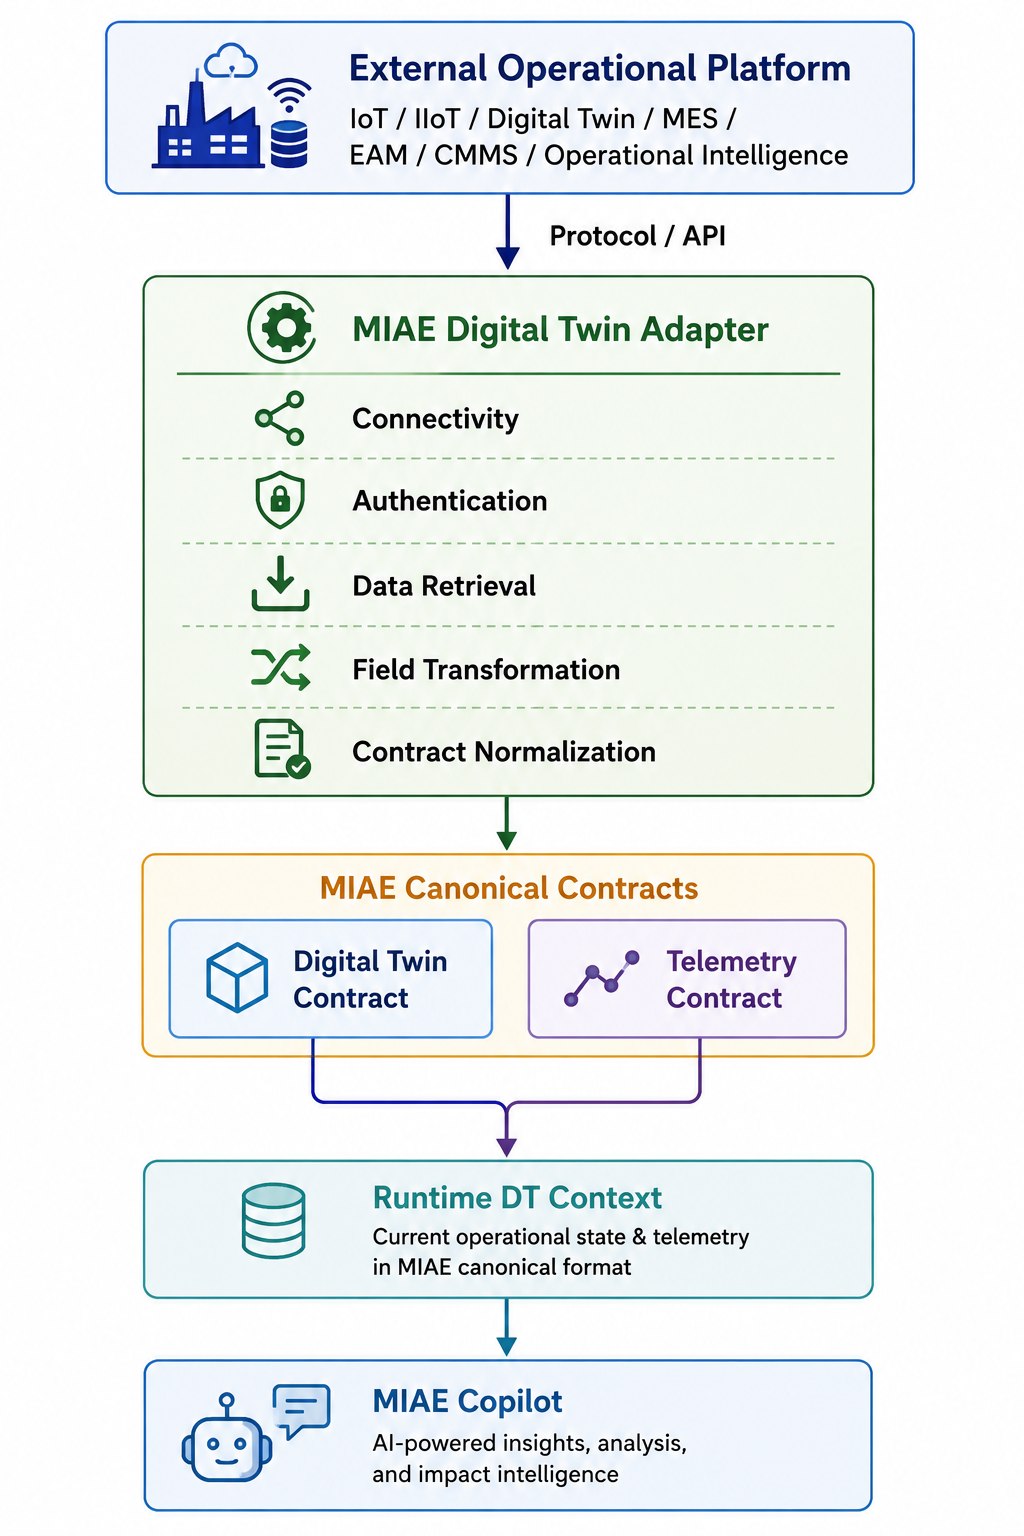 External Operational Platform
IoT / IIoT / Digital Twin / MES /
EAM / CMMS / Operational Intelligence
Protocol / API
MIAE Digital Twin Adapter
Connectivity
Authentication
Data Retrieval
Field Transformation
Contract Normalization
MIAE Canonical Contracts
Digital Twin
Contract
Telemetry
Contract
Runtime DT Context
Current operational state & telemetry
in MIAE canonical format
MIAE Copilot
AI-powered insights, analysis,
and impact intelligence